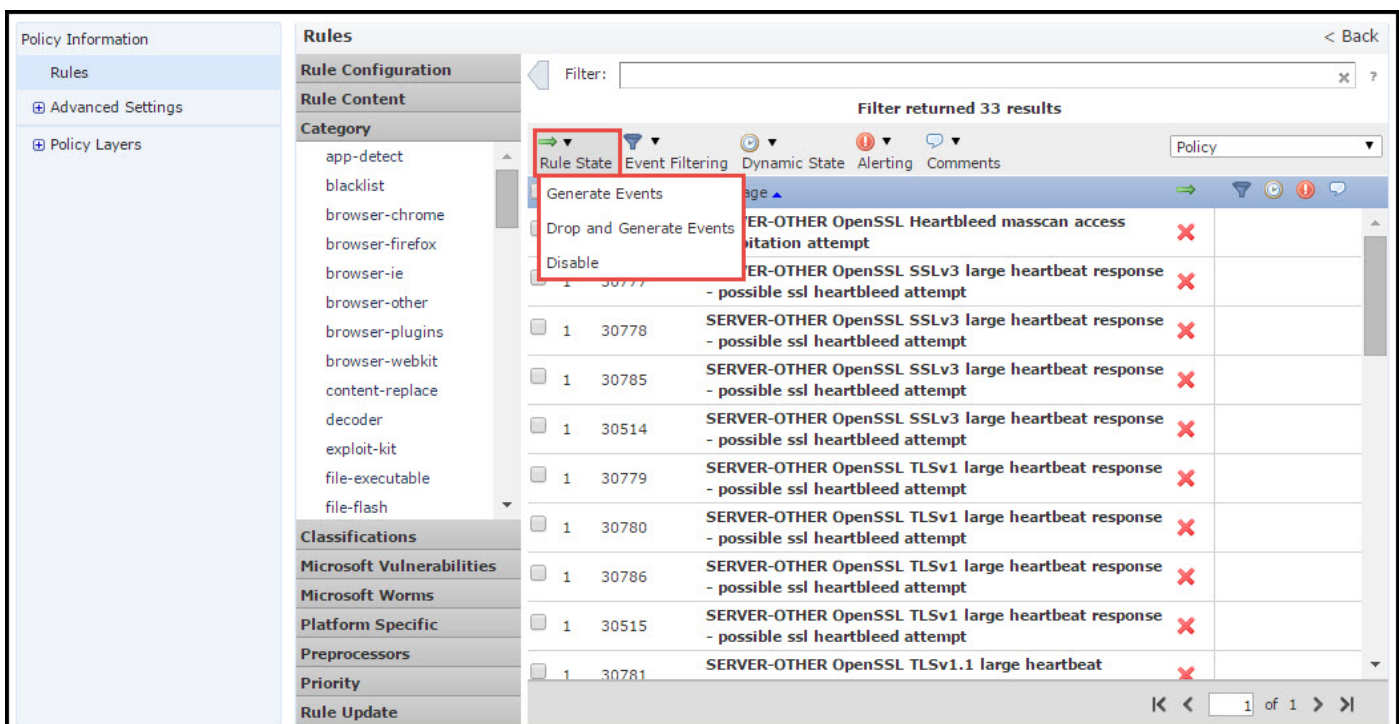 Policy Information
Rules
Advanced Settings
Policy Layers
Rules
< Back
Rule Configuration
Rule Content
Category
app-detect
blacklist
browser-chrome
browser-firefox
browser-ie
browser-other
browser-plugins
browser-webkit
content-replace
decoder
exploit-kit
file-executable
file-flash
Classifications
Microsoft Vulnerabilities
Microsoft Worms
Platform Specific
Preprocessors
Priority
Rule Update
Filter:
?
Filter returned 33 results
Rule State Event Filtering Dynamic State Alerting Comments
Policy
Generate Events
Drop and Generate Events
Disable
age
ER-OTHER OpenSSL Heartbleed masscan access
itation attempt
1 30777 ER-OTHER OpenSSL SSLv3 large heartbeat response
- possible ssl heartbleed attempt
1 30778 SERVER-OTHER OpenSSL SSLv3 large heartbeat response
- possible ssl heartbleed attempt
1 30785 SERVER-OTHER OpenSSL SSLv3 large heartbeat response
- possible ssl heartbleed attempt
1 30514 SERVER-OTHER OpenSSL SSLv3 large heartbeat response
- possible ssl heartbleed attempt
1 30779 SERVER-OTHER OpenSSL TLSv1 large heartbeat response
- possible ssl heartbleed attempt
1 30780 SERVER-OTHER OpenSSL TLSv1 large heartbeat response
- possible ssl heartbleed attempt
1 30786 SERVER-OTHER OpenSSL TLSv1 large heartbeat response
- possible ssl heartbleed attempt
1 30515 SERVER-OTHER OpenSSL TLSv1 large heartbeat response
- possible ssl heartbleed attempt
1 30781 SERVER-OTHER OpenSSL TLSv1.1 large heartbeat
1 of 1